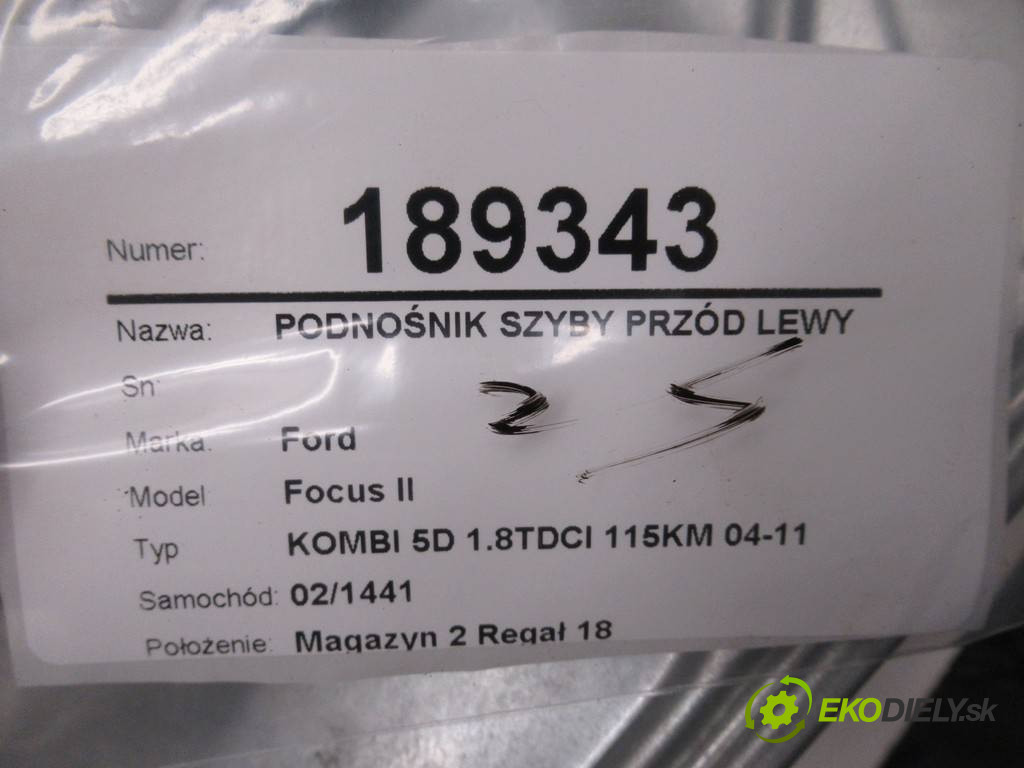 Numer: 189343
Nazwa: PODNOŚNIK SZYBY PRZÓD LEWY
Sn:
25
Marka: Ford
Model: Focus II
Typ KOMBI 5D 1.8TDCI 115KM 04-11
Samochód: 02/1441
Położenie: Magazyn 2 Regał 18
EKODIELY.sk